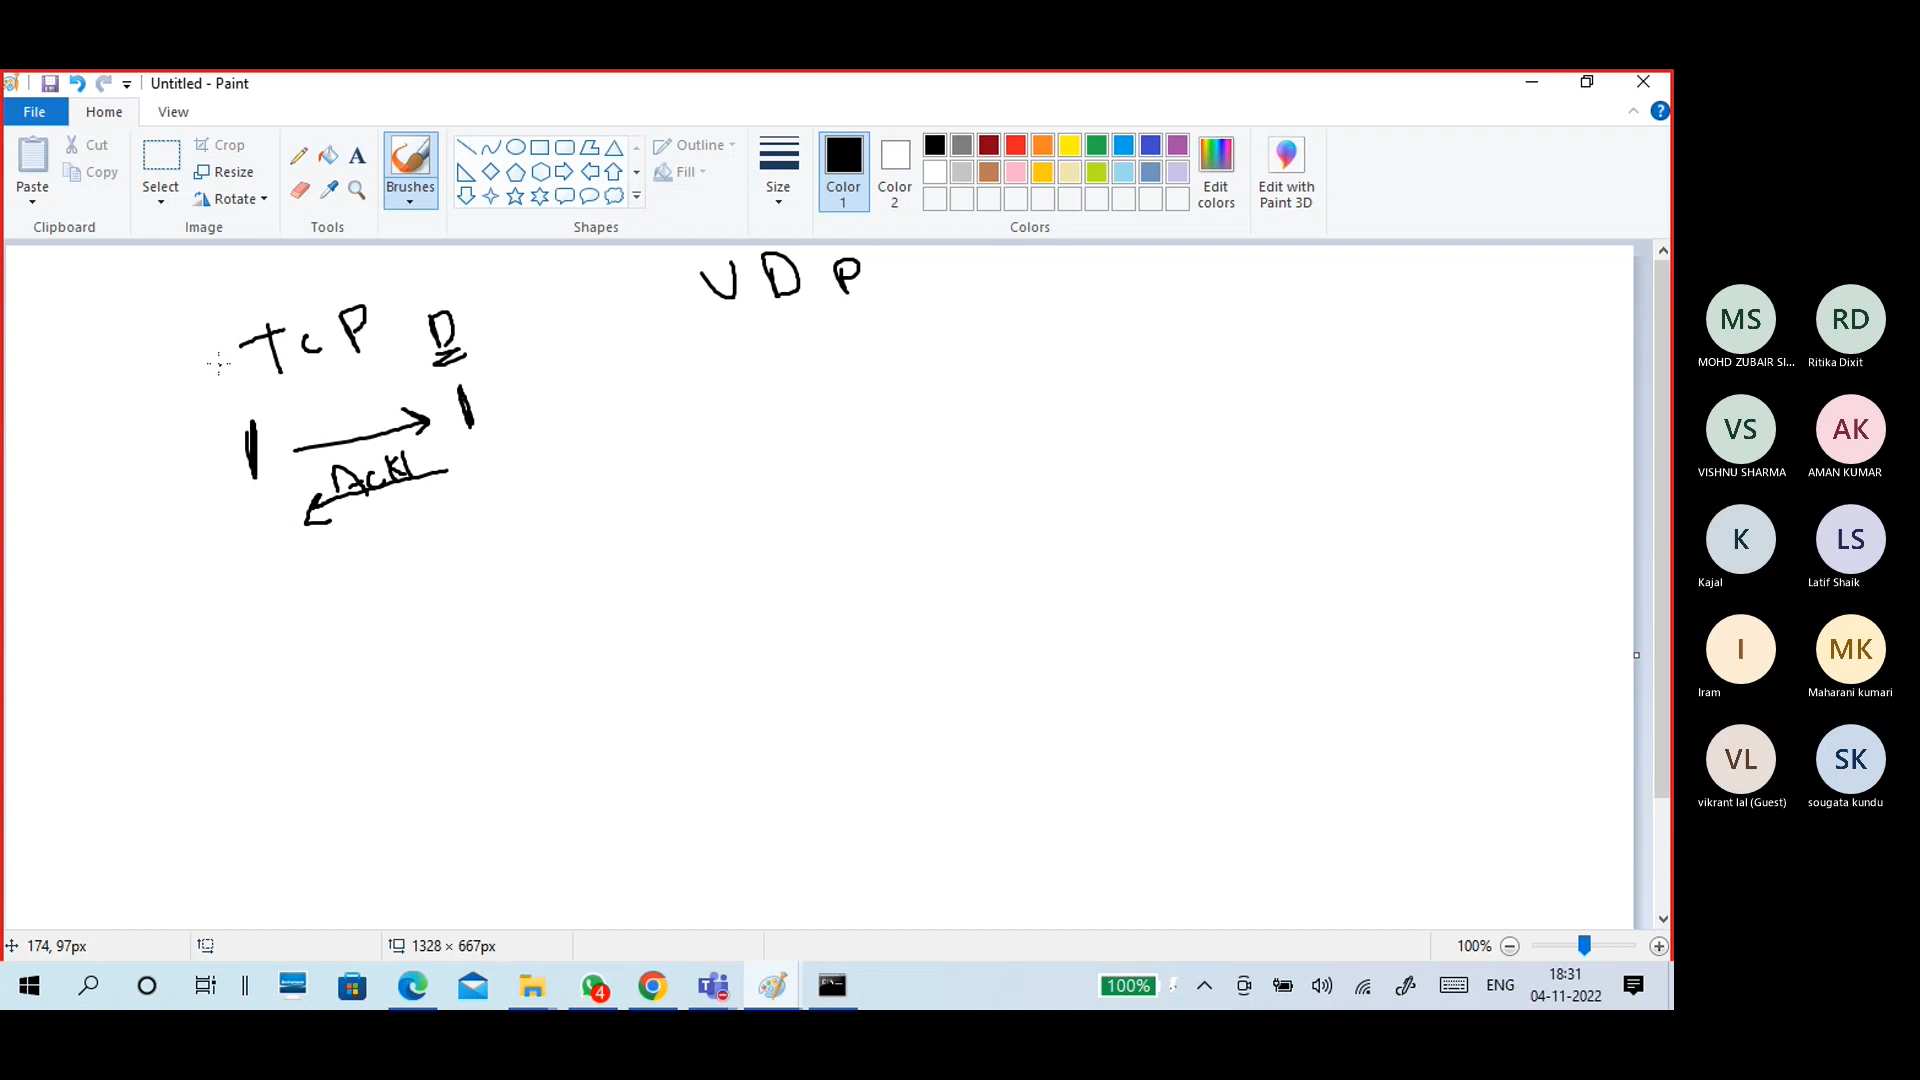 Untitled - Paint
File Home View
Paste
Cut
Copy
Clipboard
Select
Crop
Resize
Rotate
Image
Tools
Brushes
Outline
Fill
Shapes
Size
Color 1
Color 2
Edit colors
Edit with Paint 3D
Colors
U D P
TcP D
AcK
174, 97px
1328 × 667px
100%
100%
ENG
18:31
04-11-2022
4
MS
MOHD ZUBAIR SI...
RD
Ritika Dixit
VS
VISHNU SHARMA
AK
AMAN KUMAR
K
Kajal
LS
Latif Shaik
I
Iram
MK
Maharani kumari
VL
vikrant lal (Guest)
SK
sougata kundu